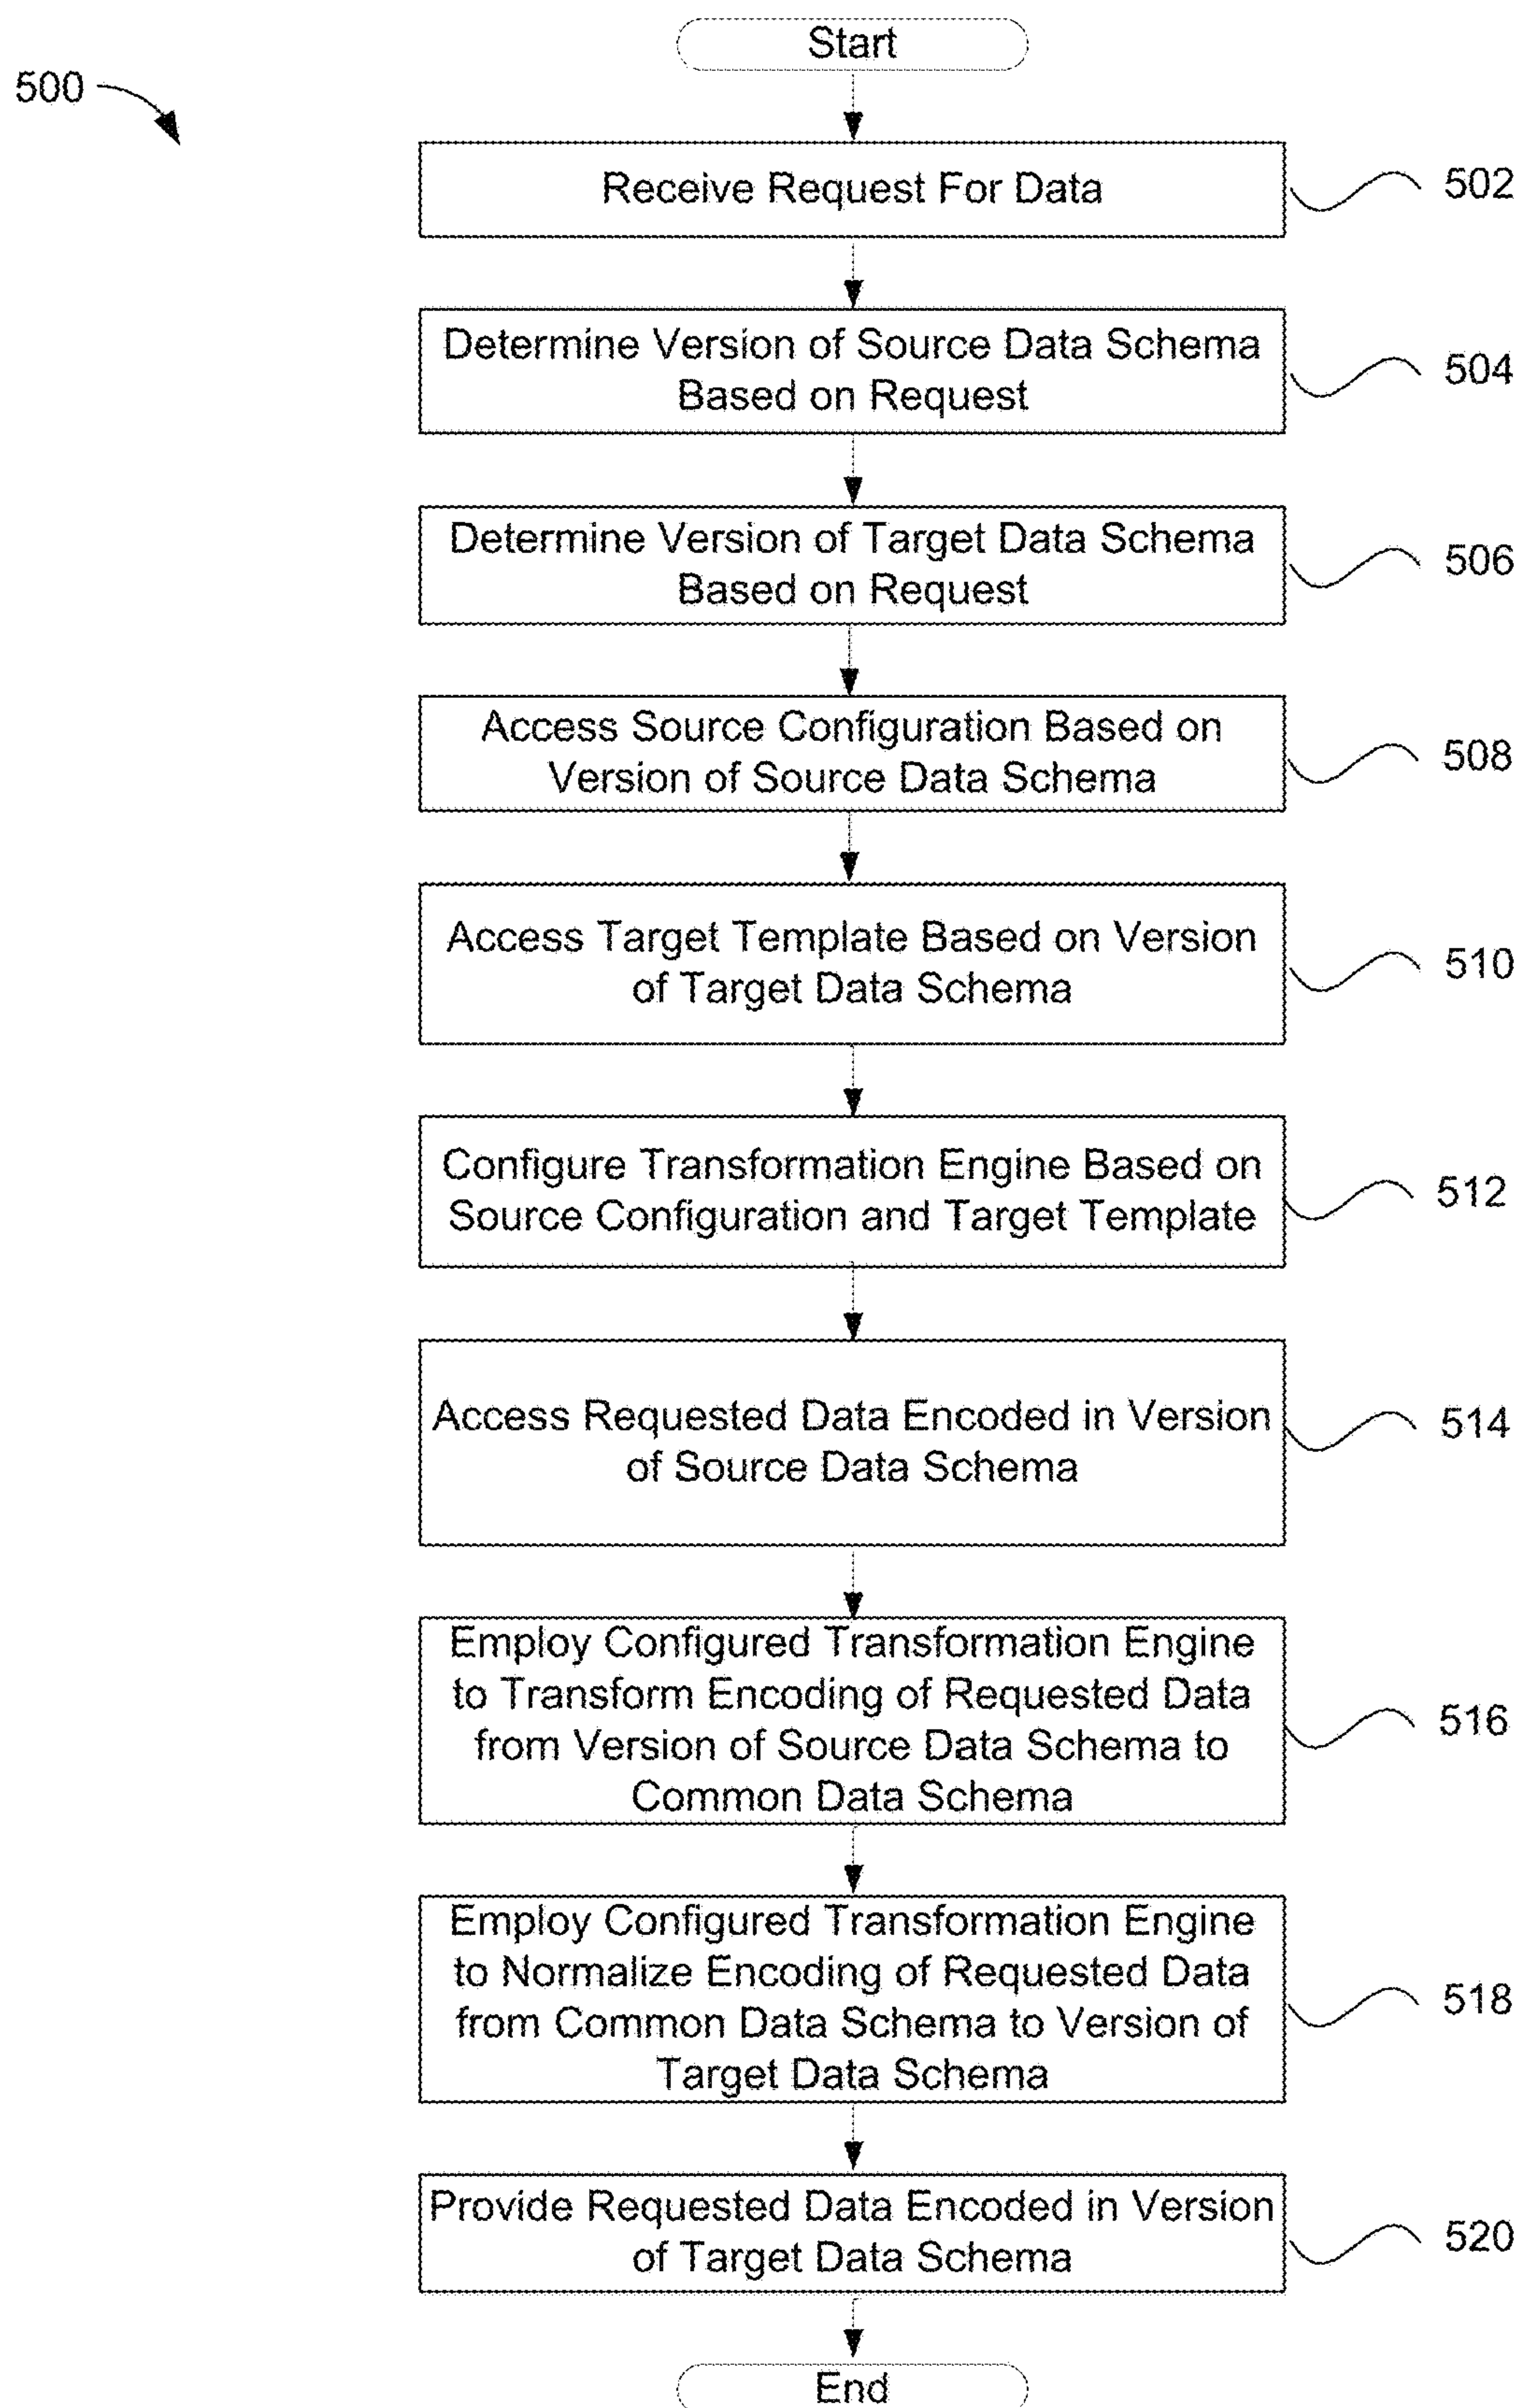 Start
500
Receive Request For Data
502
Determine Version of Source Data Schema
Based on Request
504
Determine Version of Target Data Schema
Based on Request
506
Access Source Configuration Based on
Version of Source Data Schema
508
Access Target Template Based on Version
of Target Data Schema
510
Configure Transformation Engine Based on
Source Configuration and Target Template
512
Access Requested Data Encoded in Version
of Source Data Schema
514
Employ Configured Transformation Engine
to Transform Encoding of Requested Data
from Version of Source Data Schema to
Common Data Schema
516
Employ Configured Transformation Engine
to Normalize Encoding of Requested Data
from Common Data Schema to Version of
Target Data Schema
518
Provide Requested Data Encoded in Version
of Target Data Schema
520
End